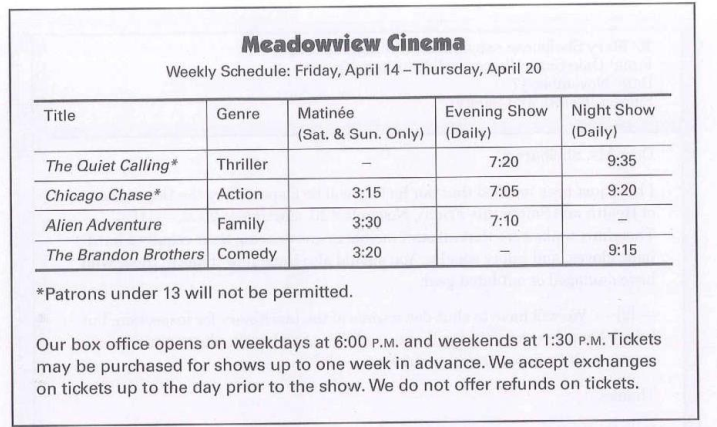 Meadowview Cinema
Weekly Schedule: Friday, April 14 – Thursday, April 20
Title Genre Matinée (Sat. & Sun. Only) Evening Show (Daily) Night Show (Daily)
The Quiet Calling* Thriller – 7:20 9:35
Chicago Chase* Action 3:15 7:05 9:20
Alien Adventure Family 3:30 7:10 –
The Brandon Brothers Comedy 3:20 – 9:15
*Patrons under 13 will not be permitted.
Our box office opens on weekdays at 6:00 P.M. and weekends at 1:30 P.M. Tickets
may be purchased for shows up to one week in advance. We accept exchanges
on tickets up to the day prior to the show. We do not offer refunds on tickets.